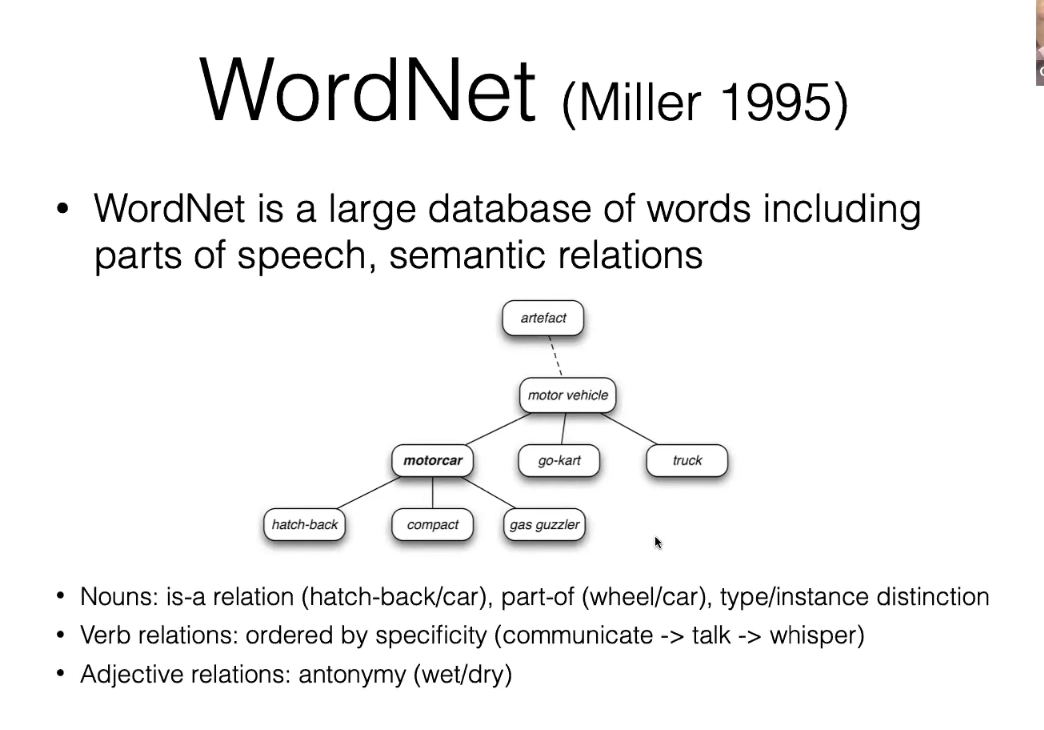 WordNet (Miller 1995)
• WordNet is a large database of words including
parts of speech, semantic relations
artefact
motor vehicle
motorcar
go-kart
truck
hatch-back
compact
gas guzzler
• Nouns: is-a relation (hatch-back/car), part-of (wheel/car), type/instance distinction
• Verb relations: ordered by specificity (communicate -> talk -> whisper)
• Adjective relations: antonymy (wet/dry)